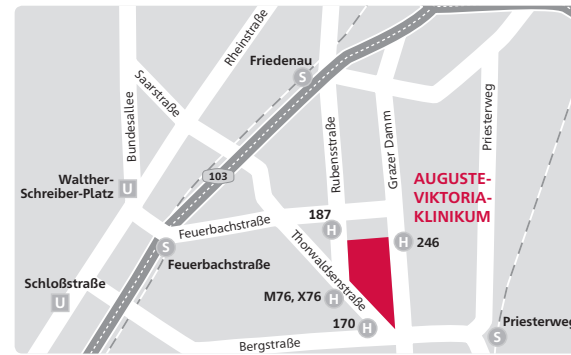 Rheinstraße
Friedenau
S
Saarstraße
Bundesallee
Rubensstraße
Grazer Damm
Priesterweg
103
Walther-
Schreiber-Platz
U
AUGUSTE-
VIKTORIA-
KLINIKUM
187
H
Feuerbachstraße
H
246
S
Feuerbachstraße
Thorwaldsenstraße
Schloßstraße
U
M76, X76
H
170
H
Bergstraße
Priesterweg
S